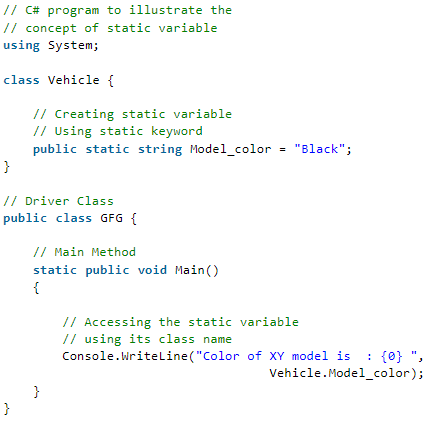 // C# program to illustrate the
// concept of static variable
using System;
class Vehicle {
// Creating static variable
// Using static keyword
public static string Model_color = "Black";
}
// Driver Class
public class GFG {
// Main Method
static public void Main()
{
// Accessing the static variable
// using its class name
Console.WriteLine("Color of XY model is  : {0} ",
Vehicle.Model_color);
}
}